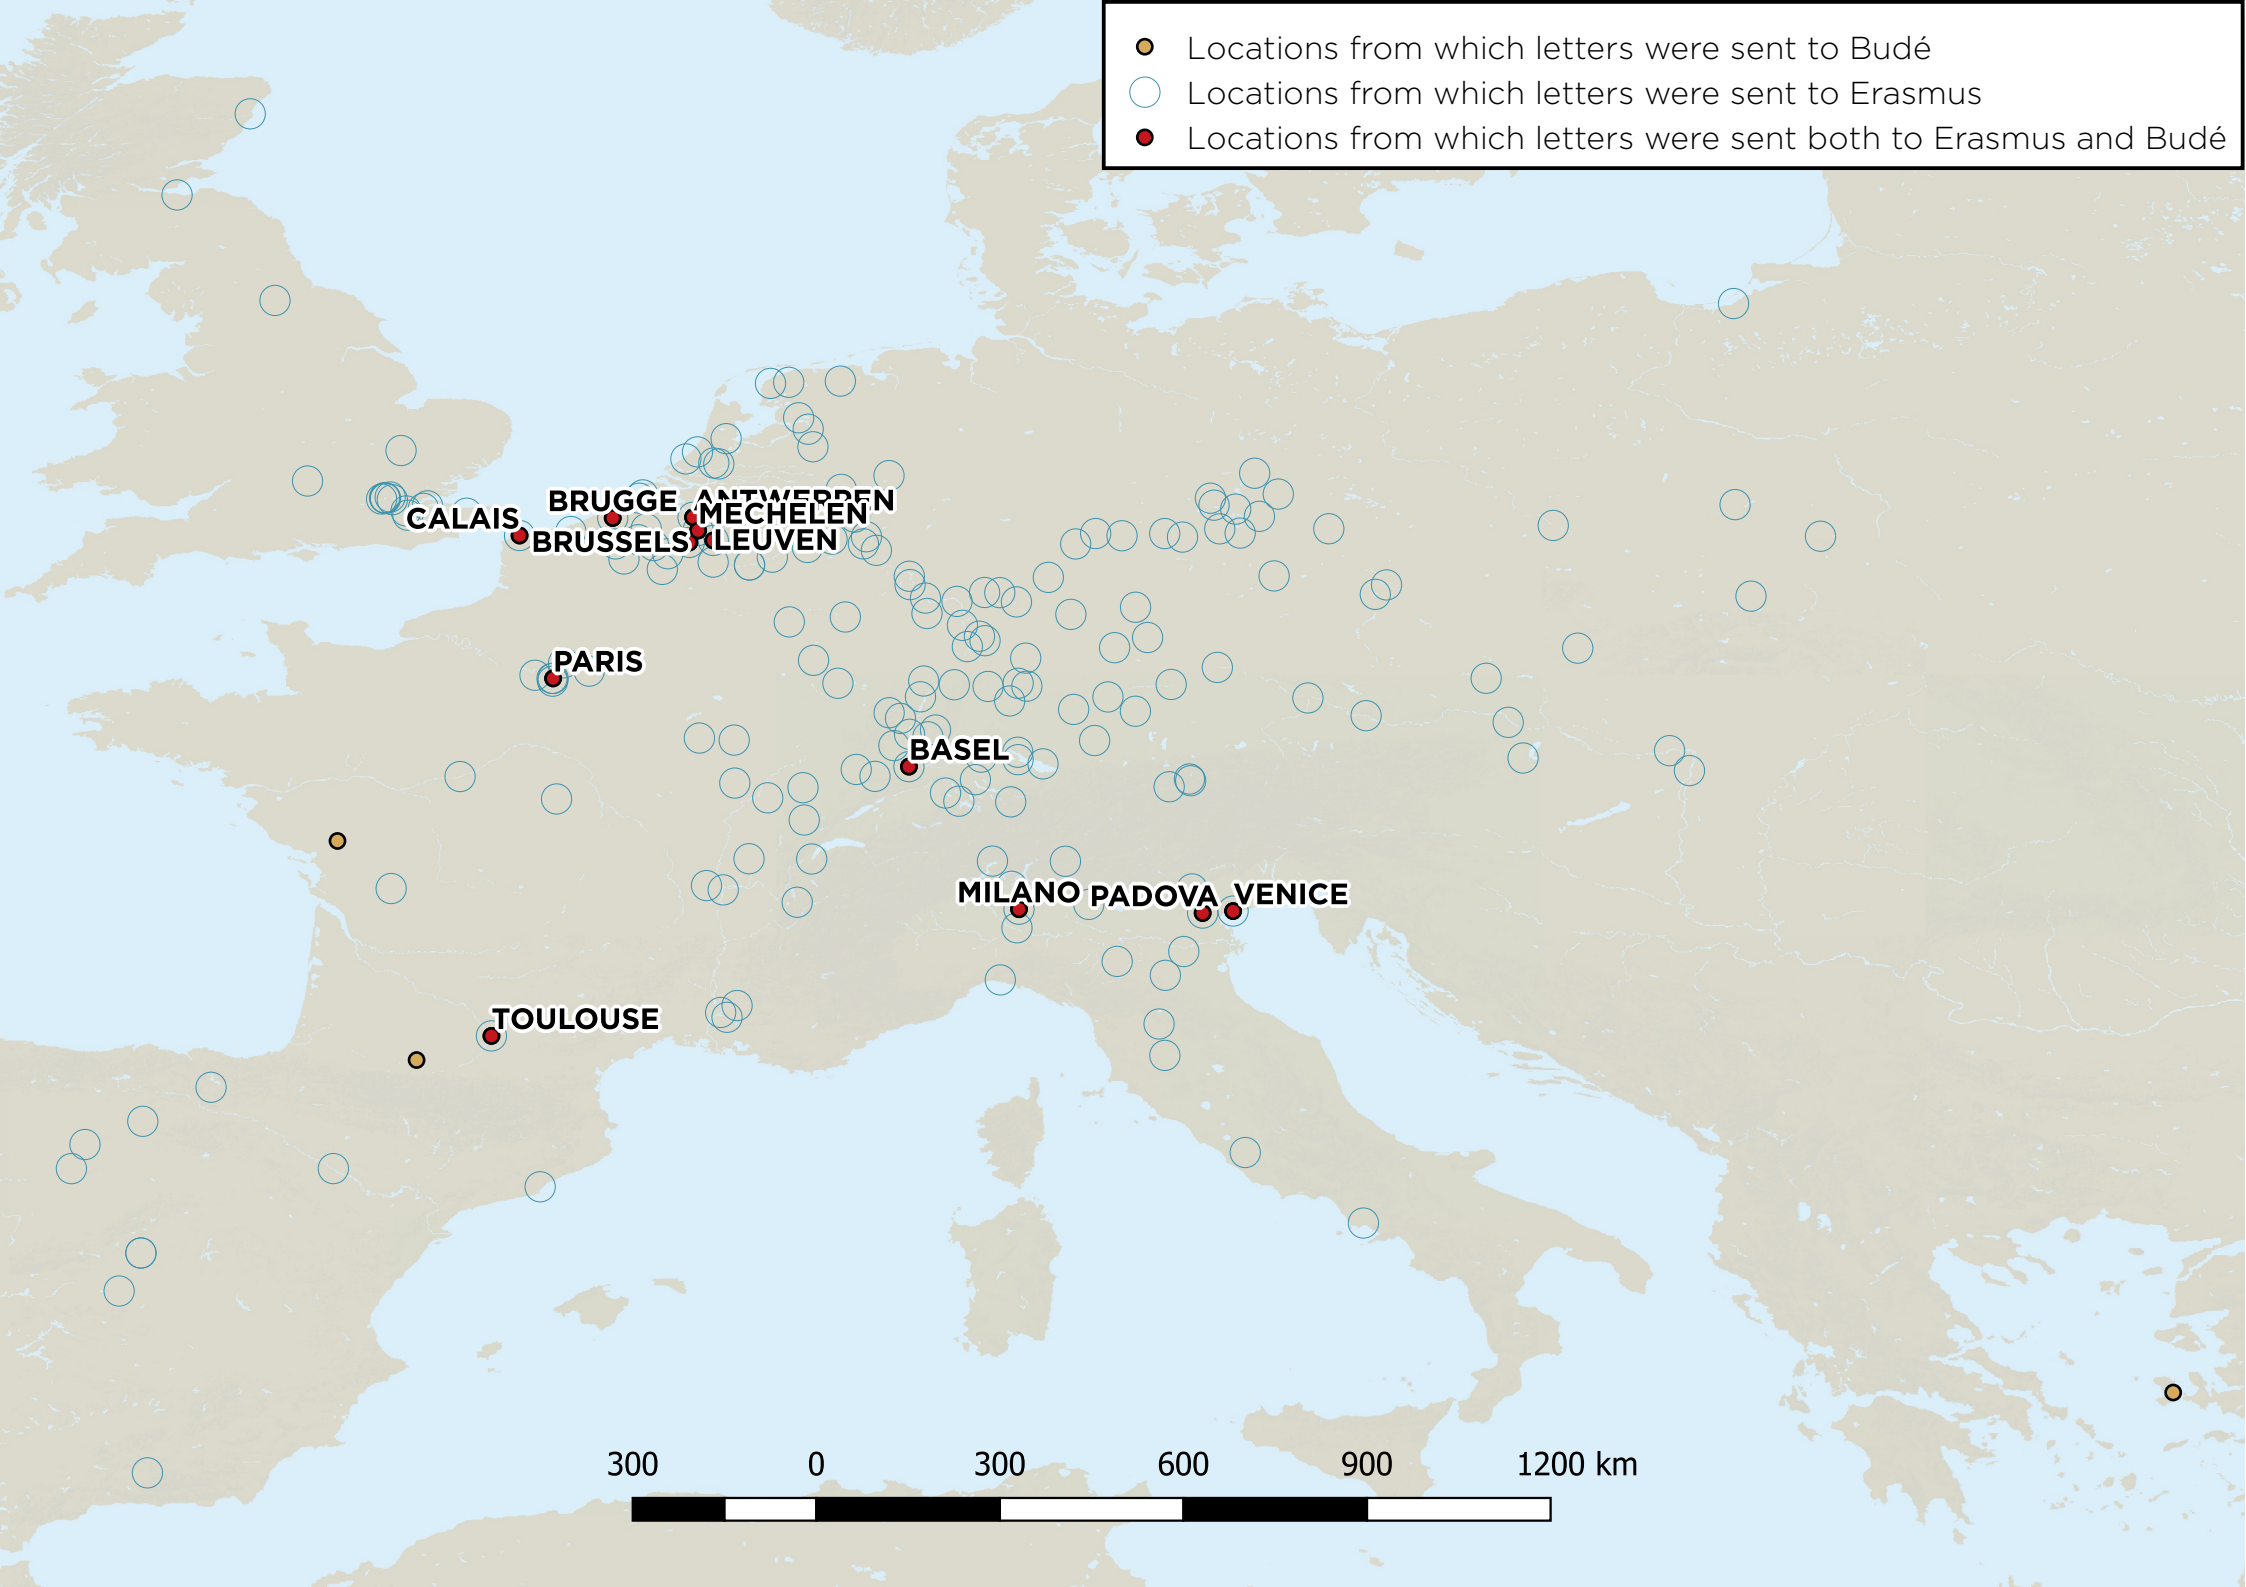 Locations from which letters were sent to Budé
Locations from which letters were sent to Erasmus
Locations from which letters were sent both to Erasmus and Budé
BRUGGE ANTWERPEN
MECHELEN
CALAIS
BRUSSELS LEUVEN
PARIS
BASEL
MILANO PADOVA VENICE
TOULOUSE
300 0 300 600 900 1200 km